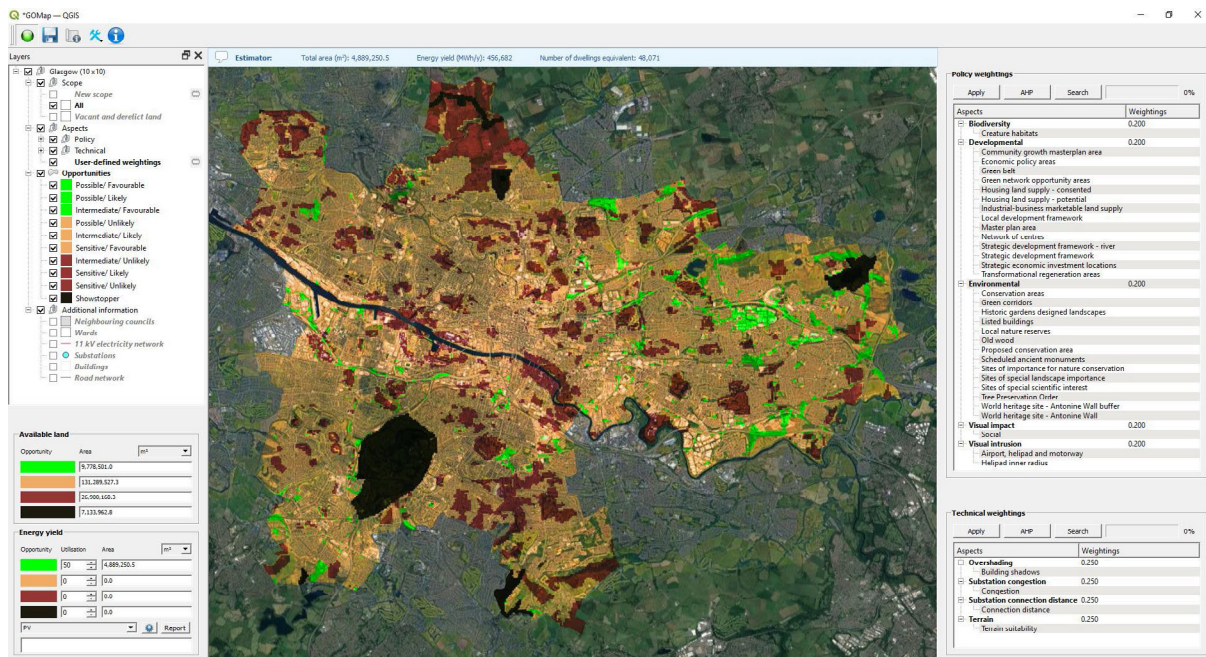 *GOMap — QGIS
Layers
Glasgow (10 x 10)
Scope
New scope
All
Vacant and derelict land
Aspects
Policy
Technical
User-defined weightings
Opportunities
Possible/ Favourable
Possible/ Likely
Intermediate/ Favourable
Possible/ Unlikely
Intermediate/ Likely
Sensitive/ Favourable
Intermediate/ Unlikely
Sensitive/ Likely
Sensitive/ Unlikely
Showstopper
Additional information
Neighbouring councils
Wards
11 kV electricity network
Substations
Buildings
Road network
Available land
Opportunity Area m²
9,778,501.0
131,289,527.3
7,133,962.8
Energy yield
Opportunity Utilisation Area m²
50 4,889,250.5
0 0.0
0 0.0
0 0.0
PV Report
Estimator: Total area (m²): 4,889,250.5 Energy yield (MWh/y): 456,682 Number of dwellings equivalent: 48,071
Policy weightings
Apply AHP Search 0%
Aspects Weightings
Biodiversity 0.200
Creature habitats
Developmental 0.200
Community growth masterplan area
Economic policy areas
Green belt
Green network opportunity areas
Housing land supply - consented
Housing land supply - potential
Industrial-business marketable land supply
Local development framework
Master plan area
Network of centres
Strategic development framework - river
Strategic development framework
Strategic economic investment locations
Transformational regeneration areas
Environmental 0.200
Conservation areas
Green corridors
Historic gardens designed landscapes
Listed buildings
Local nature reserves
Old wood
Proposed conservation area
Scheduled ancient monuments
Sites of importance for nature conservation
Sites of special landscape importance
Sites of special scientific interest
Tree Preservation Order
World heritage site - Antonine Wall buffer
World heritage site - Antonine Wall
Visual impact 0.200
Social
Visual intrusion 0.200
Airport, helipad and motorway
Helipad inner radius
Technical weightings
Apply AHP Search 0%
Aspects Weightings
Overshading 0.250
Building shadows
Substation congestion 0.250
Congestion
Substation connection distance 0.250
Connection distance
Terrain 0.250
Terrain suitability